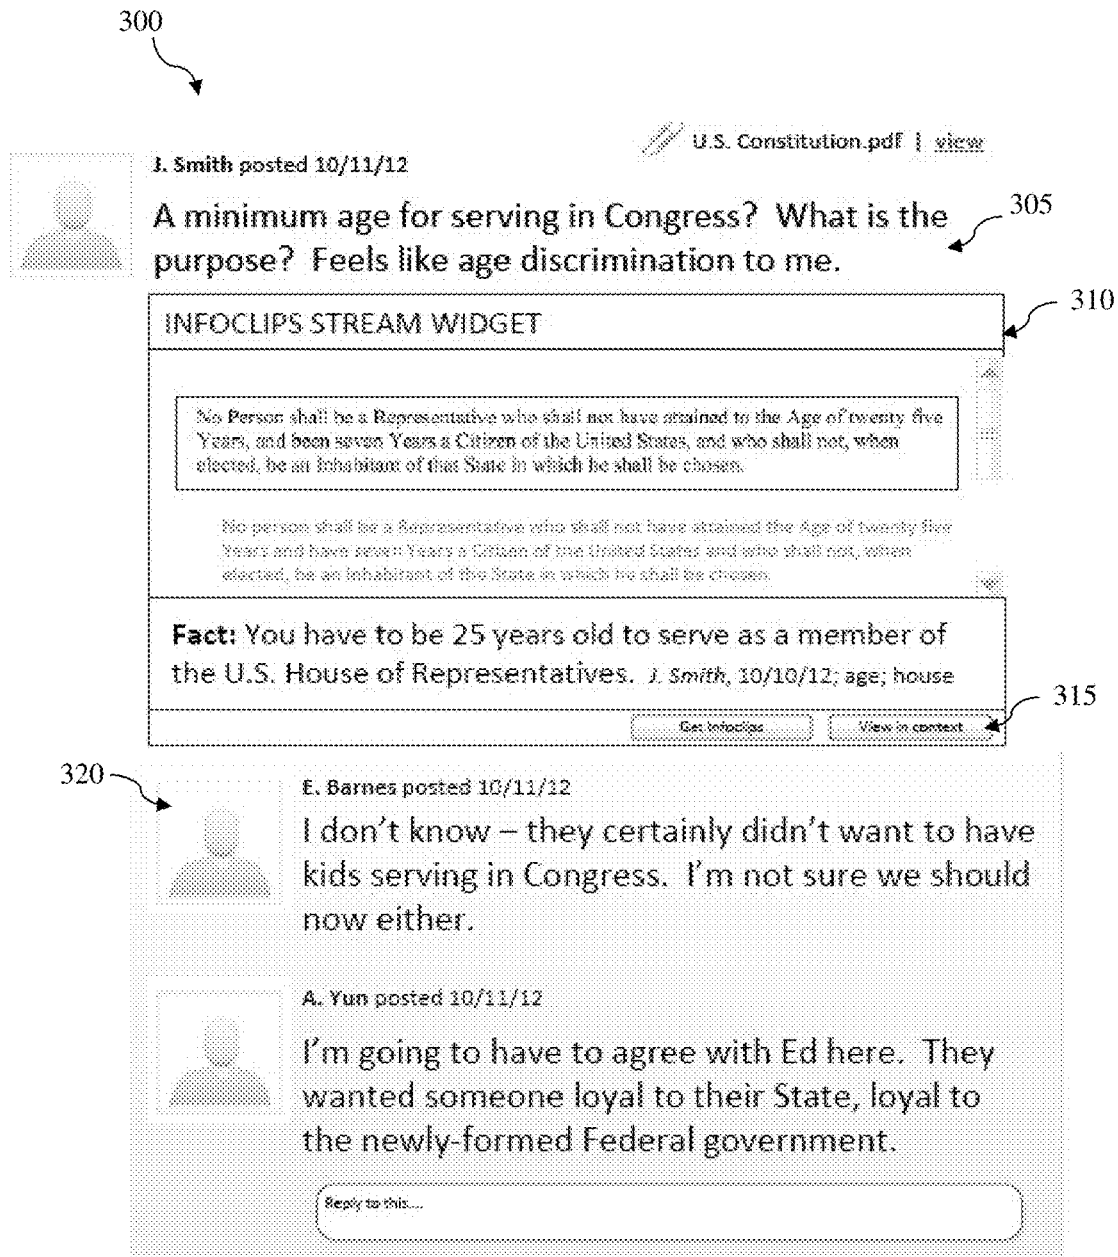 300
U.S. Constitution.pdf | view
J. Smith posted 10/11/12
A minimum age for serving in Congress? What is the
purpose? Feels like age discrimination to me.
305
310
INFOCLIPS STREAM WIDGET
No Person shall be a Representative who shall not have attained to the Age of twenty five
Years, and been seven Years a Citizen of the United States, and who shall not, when
elected, be an Inhabitant of that State in which he shall be chosen.
No person shall be a Representative who shall not have attained the Age of twenty five
Years and have seven Years a Citizen of the United States and who shall not, when
elected, be an Inhabitant of the State in which he shall be chosen.
Fact: You have to be 25 years old to serve as a member of
the U.S. House of Representatives. J. Smith, 10/10/12; age; house
315
Get Infoclips
View in context
320
E. Barnes posted 10/11/12
I don't know – they certainly didn't want to have
kids serving in Congress. I'm not sure we should
now either.
A. Yun posted 10/11/12
I'm going to have to agree with Ed here. They
wanted someone loyal to their State, loyal to
the newly-formed Federal government.
Reply to this....